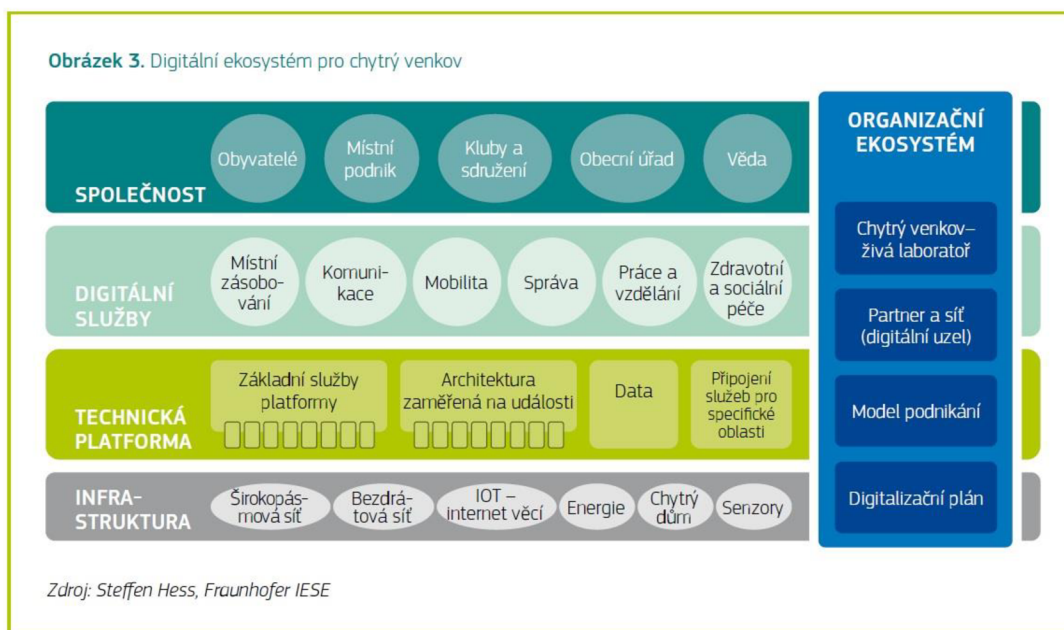 Obrázek 3. Digitální ekosystém pro chytrý venkov
SPOLEČNOST
Obyvatelé
Místní
podnik
Kluby a
sdružení
Obecní úřad
Věda
DIGITÁLNÍ
SLUŽBY
Místní
zásobo-
vání
Komuni-
kace
Mobilita
Správa
Práce a
vzdělání
Zdravotní
a sociální
péče
TECHNICKÁ
PLATFORMA
Základní služby
platformy
Architektura
zaměřená na události
Data
Připojení
služeb pro
specifické
oblasti
INFRA-
STRUKTURA
Širokopás-
mová síť
Bezdrá-
tová síť
IOT –
internet věcí
Energie
Chytrý
dům
Senzory
ORGANIZAČNÍ
EKOSYSTÉM
Chytrý venkov–
živá laboratoř
Partner a síť
(digitální uzel)
Model podnikání
Digitalizační plán
Zdroj: Steffen Hess, Fraunhofer IESE